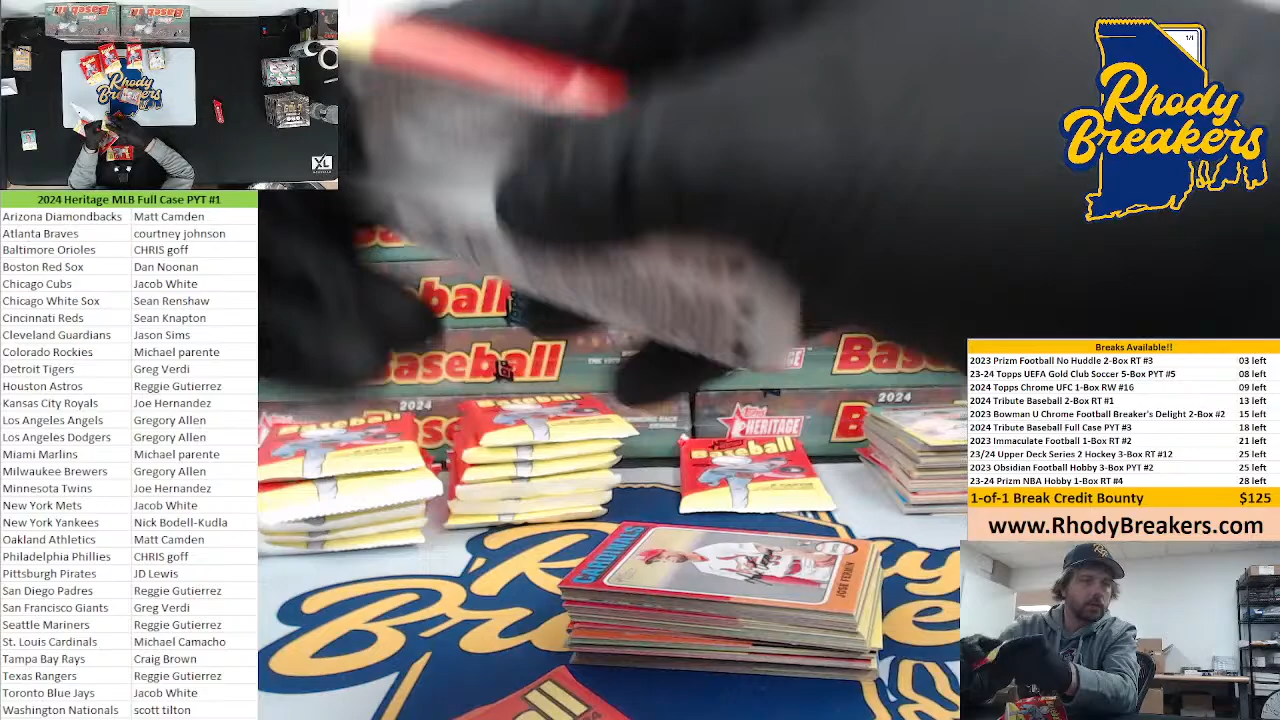 Rhody
Breakers
1/1
XL
2024 Heritage MLB Full Case PYT #1
Arizona Diamondbacks Matt Camden
Atlanta Braves courtney johnson
Baltimore Orioles CHRIS goff
Boston Red Sox Dan Noonan
Chicago Cubs Jacob White
Chicago White Sox Sean Renshaw
Cincinnati Reds Sean Knapton
Cleveland Guardians Jason Sims
Colorado Rockies Michael parente
Detroit Tigers Greg Verdi
Houston Astros Reggie Gutierrez
Kansas City Royals Joe Hernandez
Los Angeles Angels Gregory Allen
Los Angeles Dodgers Gregory Allen
Miami Marlins Michael parente
Milwaukee Brewers Gregory Allen
Minnesota Twins Joe Hernandez
New York Mets Jacob White
New York Yankees Nick Bodell-Kudla
Oakland Athletics Matt Camden
Philadelphia Phillies CHRIS goff
Pittsburgh Pirates JD Lewis
San Diego Padres Reggie Gutierrez
San Francisco Giants Greg Verdi
Seattle Mariners Reggie Gutierrez
St. Louis Cardinals Michael Camacho
Tampa Bay Rays Craig Brown
Texas Rangers Reggie Gutierrez
Toronto Blue Jays Jacob White
Washington Nationals scott tilton
Rhody
Breakers
1/1
Breaks Available!!
2023 Prizm Football No Huddle 2-Box RT #3 03 left
23-24 Topps UEFA Gold Club Soccer 5-Box PYT #5 08 left
2024 Topps Chrome UFC 1-Box RW #16 09 left
2024 Tribute Baseball 2-Box RT #1 13 left
2023 Bowman U Chrome Football Breaker's Delight 2-Box #2 15 left
2024 Tribute Baseball Full Case PYT #3 18 left
2023 Immaculate Football 1-Box RT #2 21 left
23/24 Upper Deck Series 2 Hockey 3-Box RT #12 25 left
2023 Obsidian Football Hobby 3-Box PYT #2 25 left
23-24 Prizm NBA Hobby 1-Box RT #4 28 left
1-of-1 Break Credit Bounty $125
www.RhodyBreakers.com
ball
Baseball
Baseball
2024
HERITAGE
2024
Baseball
CARDINALS
JOSE FERMIN